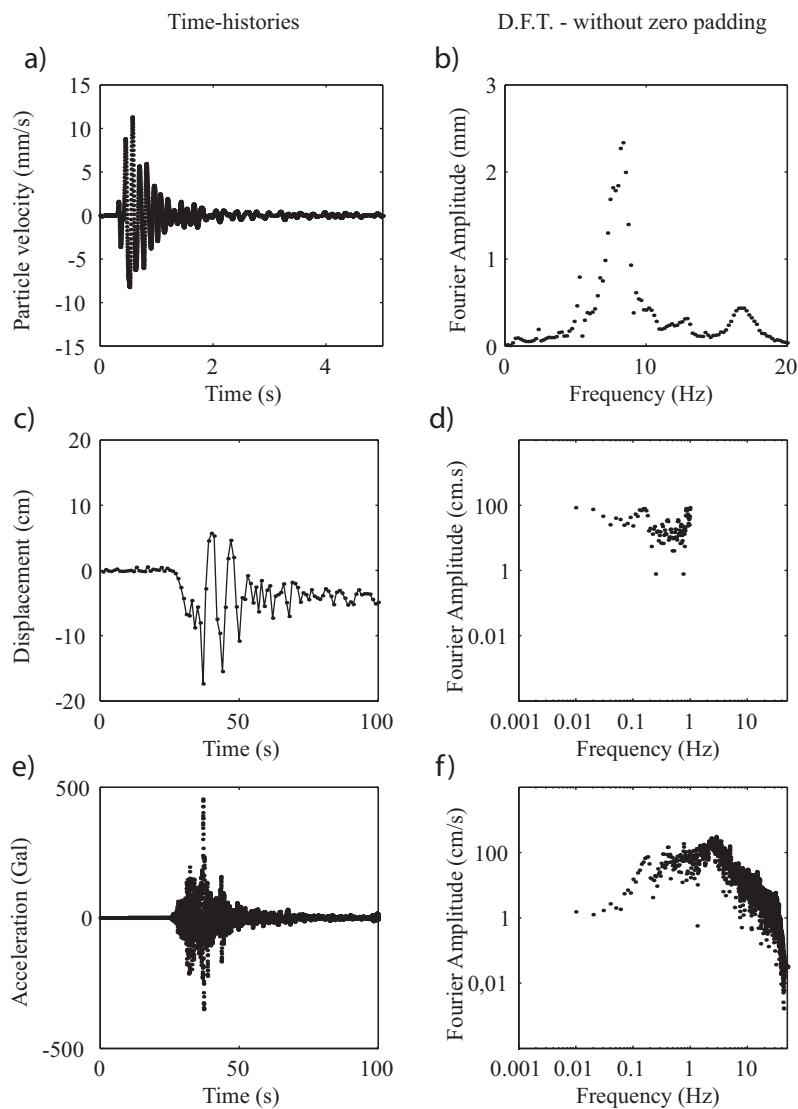 Time-histories
D.F.T. - without zero padding
a)
15
10
5
0
-5
-10
-15
Particle velocity (mm/s)
0 2 4
Time (s)
b)
3
2
1
0
Fourier Amplitude (mm)
0 10 20
Frequency (Hz)
c)
20
10
0
-10
-20
Displacement (cm)
0 50 100
Time (s)
d)
100
1
0.01
Fourier Amplitude (cm.s)
0.001 0.01 0.1 1 10
Frequency (Hz)
e)
500
0
-500
Acceleration (Gal)
0 50 100
Time (s)
f)
100
1
0,01
Fourier Amplitude (cm/s)
0.001 0.01 0.1 1 10
Frequency (Hz)